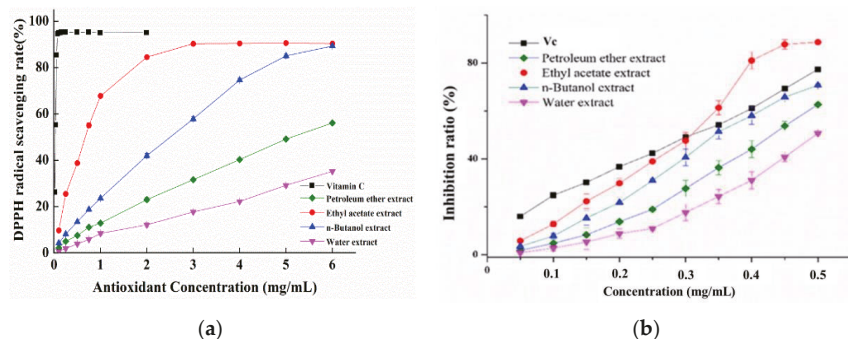 DPPH radical scavenging rate(%)
100
80
60
40
20
0
Vitamin C
Petroleum ether extract
Ethyl acetate extract
n-Butanol extract
Water extract
0 1 2 3 4 5 6
Antioxidant Concentration (mg/mL)
(a)
Inhibition ratio (%)
80
40
0
Vc
Petroleum ether extract
Ethyl acetate extract
n-Butanol extract
Water extract
0 0.1 0.2 0.3 0.4 0.5
Concentration (mg/mL)
(b)